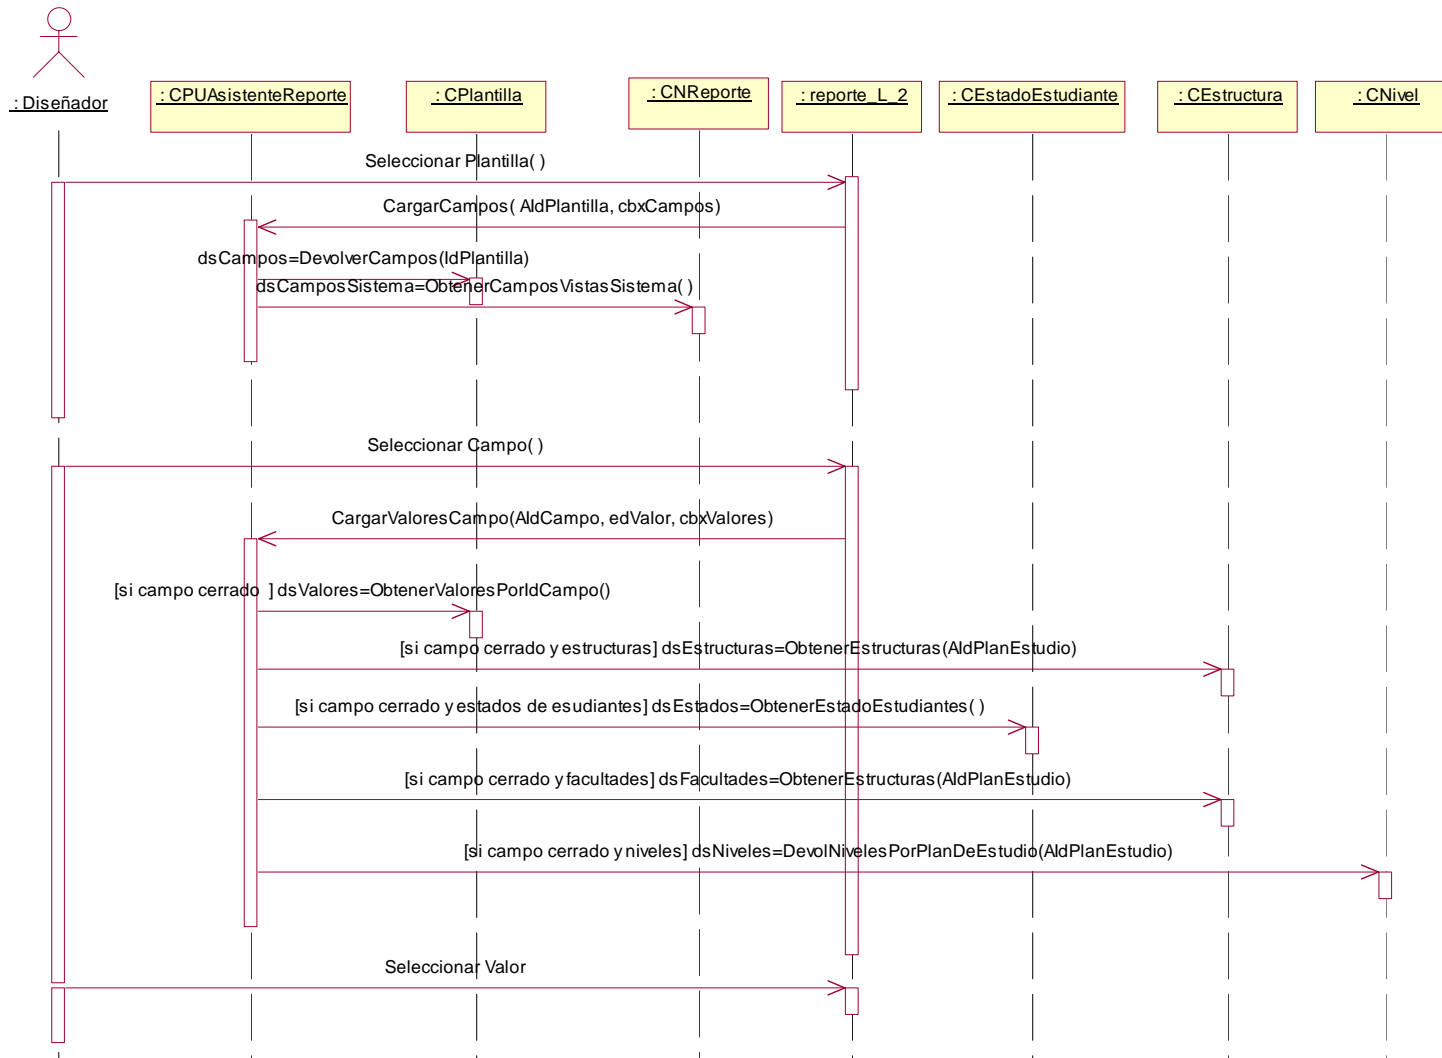 : Diseñador
: CPUAsistenteReporte
: CPlantilla
: CNReporte
: reporte_L_2
: CEstadoEstudiante
: CEstructura
: CNivel
Seleccionar Plantilla( )
CargarCampos( AIdPlantilla, cbxCampos)
dsCampos=DevolverCampos(IdPlantilla)
dsCamposSistema=ObtenerCamposVistasSistema( )
Seleccionar Campo( )
CargarValoresCampo(AIdCampo, edValor, cbxValores)
[si campo cerrado ] dsValores=ObtenerValoresPorIdCampo()
[si campo cerrado y estructuras] dsEstructuras=ObtenerEstructuras(AIdPlanEstudio)
[si campo cerrado y estados de esudiantes] dsEstados=ObtenerEstadoEstudiantes( )
[si campo cerrado y facultades] dsFacultades=ObtenerEstructuras(AIdPlanEstudio)
[si campo cerrado y niveles] dsNiveles=DevolNivelesPorPlanDeEstudio(AIdPlanEstudio)
Seleccionar Valor